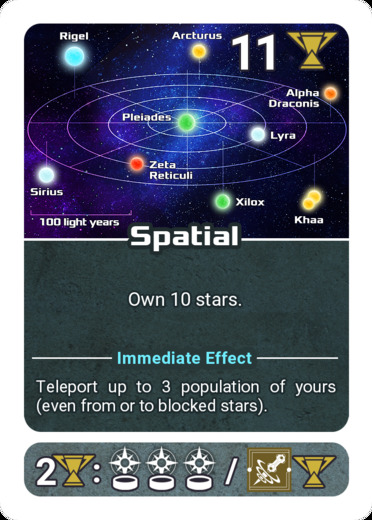 Rigel
Arcturus
11
Alpha
Draconis
Pleiades
Lyra
Zeta
Reticuli
Sirius
Xilox
Khaa
100 light years
Spatial
Own 10 stars.
Immediate Effect
Teleport up to 3 population of yours
(even from or to blocked stars).
2 : /